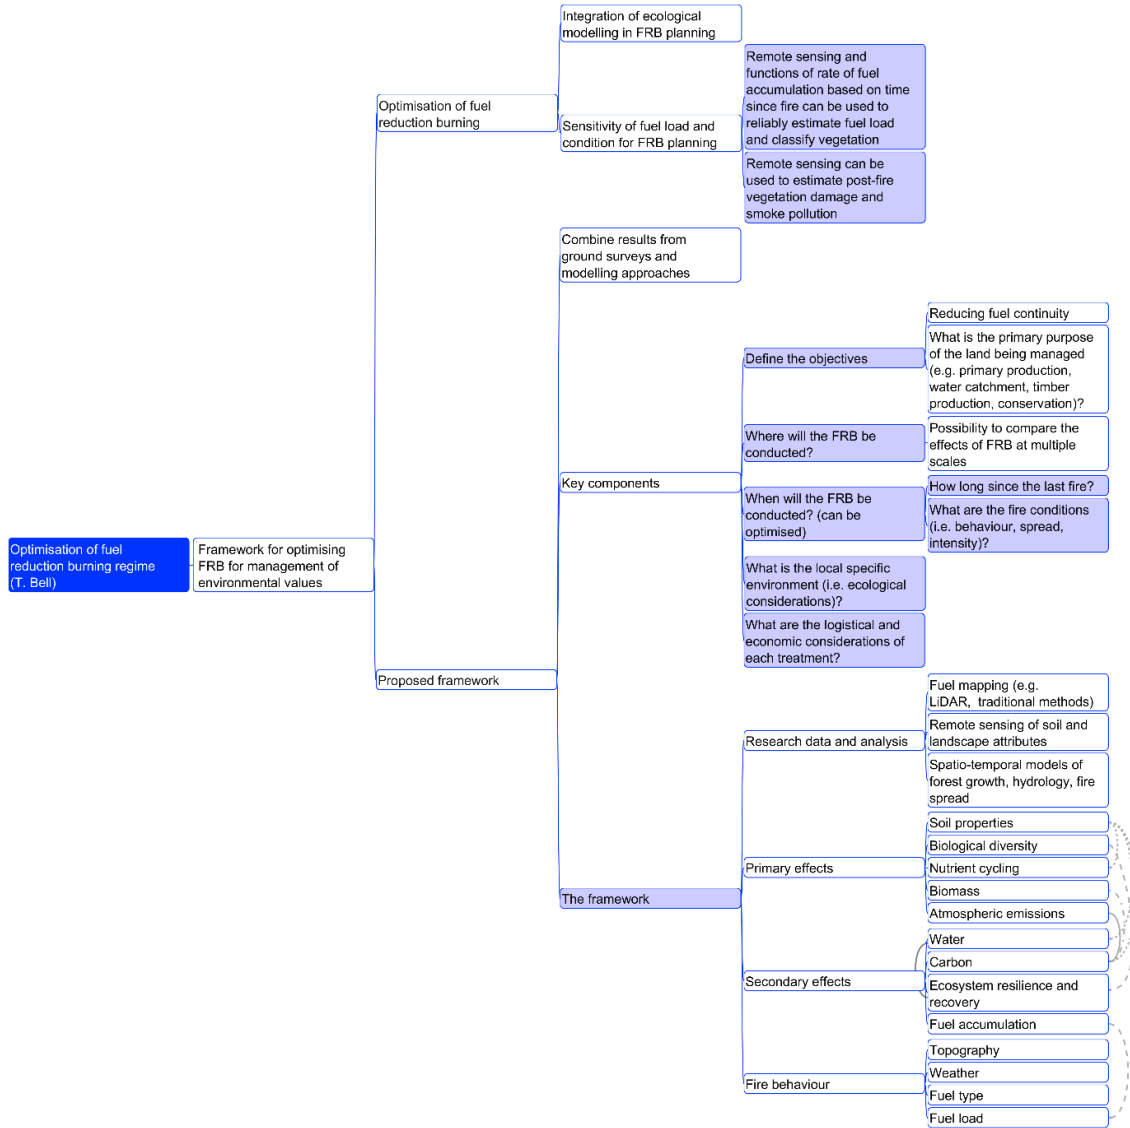 Optimisation of fuel
reduction burning regime
(T. Bell)
Framework for optimising
FRB for management of
environmental values
Optimisation of fuel
reduction burning
Integration of ecological
modelling in FRB planning
Sensitivity of fuel load and
condition for FRB planning
Remote sensing and
functions of rate of fuel
accumulation based on time
since fire can be used to
reliably estimate fuel load
and classify vegetation
Remote sensing can be
used to estimate post-fire
vegetation damage and
smoke pollution
Proposed framework
Combine results from
ground surveys and
modelling approaches
Key components
Define the objectives
Reducing fuel continuity
What is the primary purpose
of the land being managed
(e.g. primary production,
water catchment, timber
production, conservation)?
Where will the FRB be
conducted?
Possibility to compare the
effects of FRB at multiple
scales
When will the FRB be
conducted? (can be
optimised)
How long since the last fire?
What are the fire conditions
(i.e. behaviour, spread,
intensity)?
What is the local specific
environment (i.e. ecological
considerations)?
What are the logistical and
economic considerations of
each treatment?
The framework
Research data and analysis
Fuel mapping (e.g.
LiDAR,  traditional methods)
Remote sensing of soil and
landscape attributes
Spatio-temporal models of
forest growth, hydrology, fire
spread
Primary effects
Soil properties
Biological diversity
Nutrient cycling
Biomass
Atmospheric emissions
Secondary effects
Water
Carbon
Ecosystem resilience and
recovery
Fuel accumulation
Fire behaviour
Topography
Weather
Fuel type
Fuel load